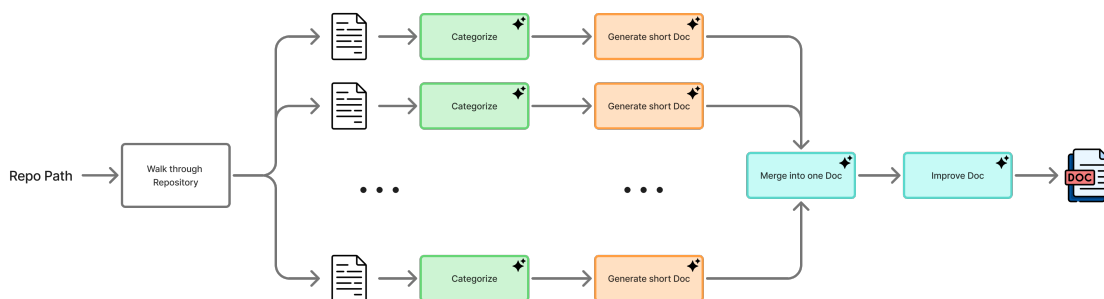 Categorize
Generate short Doc
Categorize
Generate short Doc
Repo Path
Walk through
Repository
Merge into one Doc
Improve Doc
DOC
Categorize
Generate short Doc